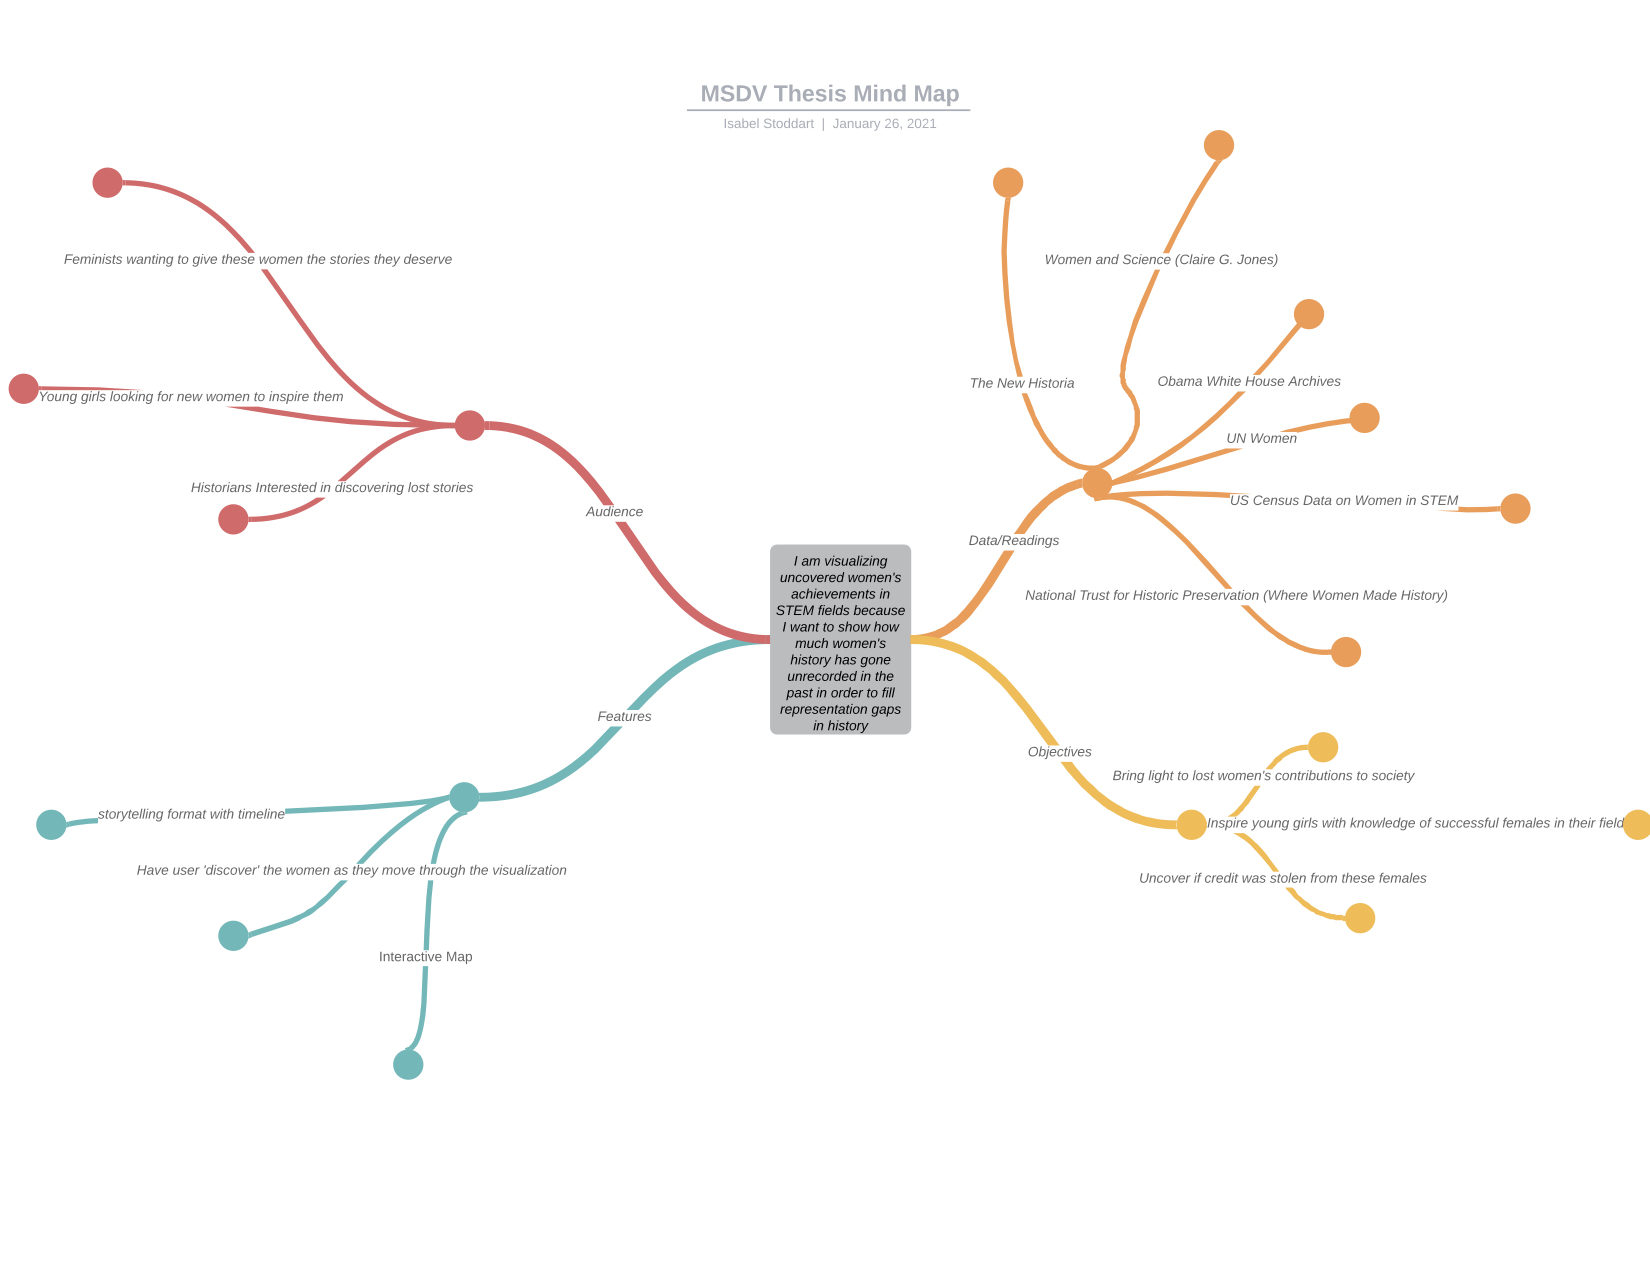 MSDV Thesis Mind Map
Isabel Stoddart | January 26, 2021
Feminists wanting to give these women the stories they deserve
Young girls looking for new women to inspire them
Historians Interested in discovering lost stories
Audience
The New Historia
Women and Science (Claire G. Jones)
Obama White House Archives
UN Women
US Census Data on Women in STEM
National Trust for Historic Preservation (Where Women Made History)
Data/Readings
I am visualizing
uncovered women's
achievements in
STEM fields because
I want to show how
much women's
history has gone
unrecorded in the
past in order to fill
representation gaps
in history
Features
storytelling format with timeline
Have user 'discover' the women as they move through the visualization
Interactive Map
Objectives
Bring light to lost women's contributions to society
Inspire young girls with knowledge of successful females in their field
Uncover if credit was stolen from these females